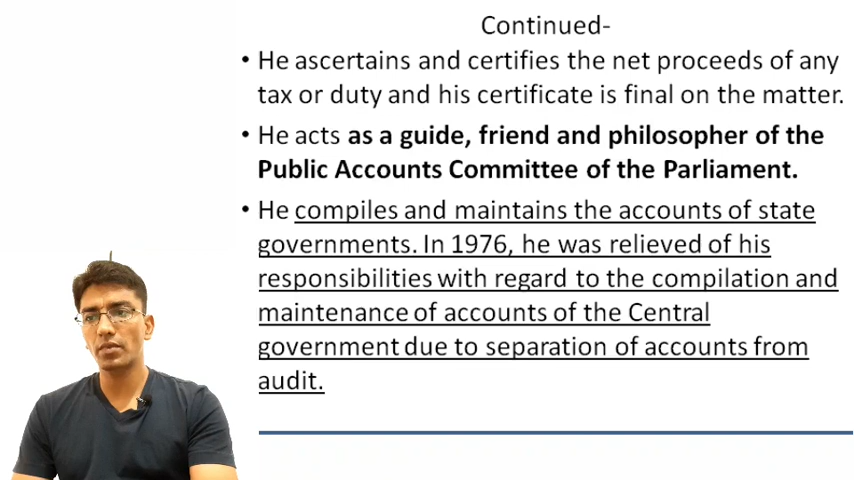 Continued-
• He ascertains and certifies the net proceeds of any
tax or duty and his certificate is final on the matter.
• He acts as a guide, friend and philosopher of the
Public Accounts Committee of the Parliament.
• He compiles and maintains the accounts of state
governments. In 1976, he was relieved of his
responsibilities with regard to the compilation and
maintenance of accounts of the Central
government due to separation of accounts from
audit.